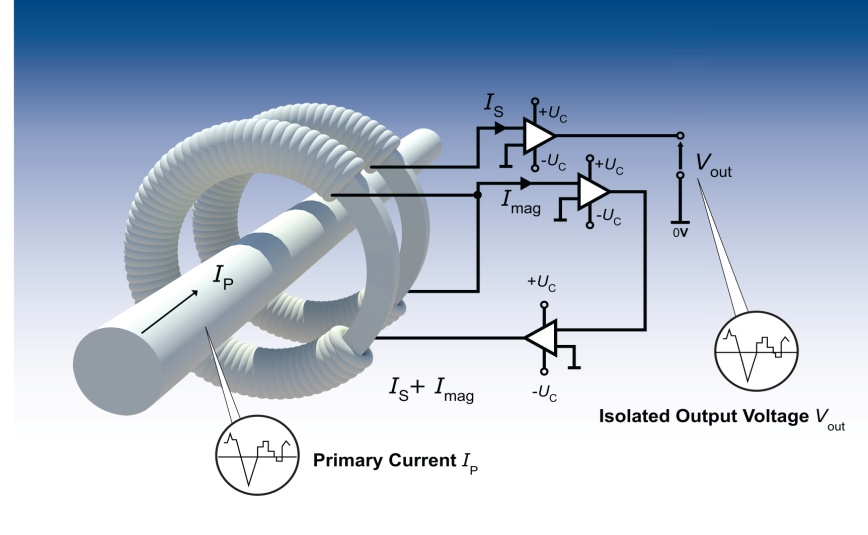 I_S
+U_C
-U_C
+U_C
V_out
I_mag
-U_C
0V
I_P
+U_C
I_S + I_mag
-U_C
Isolated Output Voltage V_out
Primary Current I_P